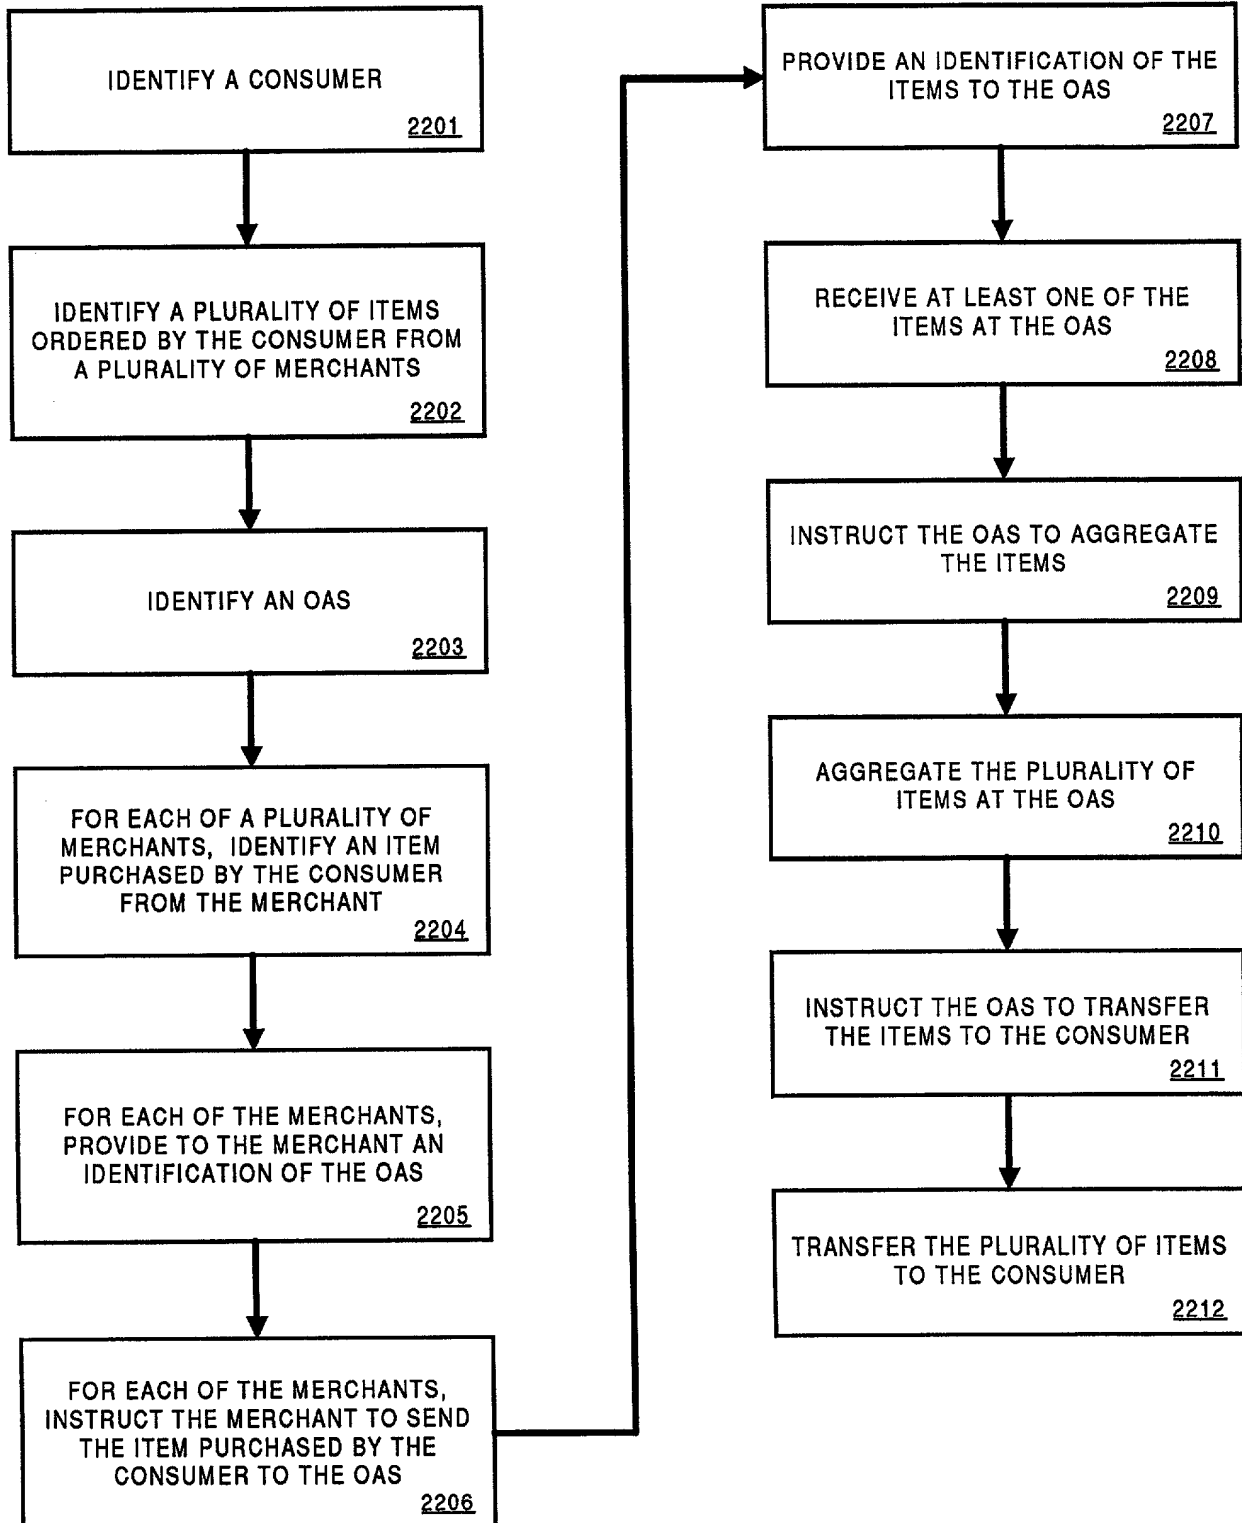 IDENTIFY A CONSUMER
2201
IDENTIFY A PLURALITY OF ITEMS
ORDERED BY THE CONSUMER FROM
A PLURALITY OF MERCHANTS
2202
IDENTIFY AN OAS
2203
FOR EACH OF A PLURALITY OF
MERCHANTS, IDENTIFY AN ITEM
PURCHASED BY THE CONSUMER
FROM THE MERCHANT
2204
FOR EACH OF THE MERCHANTS,
PROVIDE TO THE MERCHANT AN
IDENTIFICATION OF THE OAS
2205
FOR EACH OF THE MERCHANTS,
INSTRUCT THE MERCHANT TO SEND
THE ITEM PURCHASED BY THE
CONSUMER TO THE OAS
2206
PROVIDE AN IDENTIFICATION OF THE
ITEMS TO THE OAS
2207
RECEIVE AT LEAST ONE OF THE
ITEMS AT THE OAS
2208
INSTRUCT THE OAS TO AGGREGATE
THE ITEMS
2209
AGGREGATE THE PLURALITY OF
ITEMS AT THE OAS
2210
INSTRUCT THE OAS TO TRANSFER
THE ITEMS TO THE CONSUMER
2211
TRANSFER THE PLURALITY OF ITEMS
TO THE CONSUMER
2212